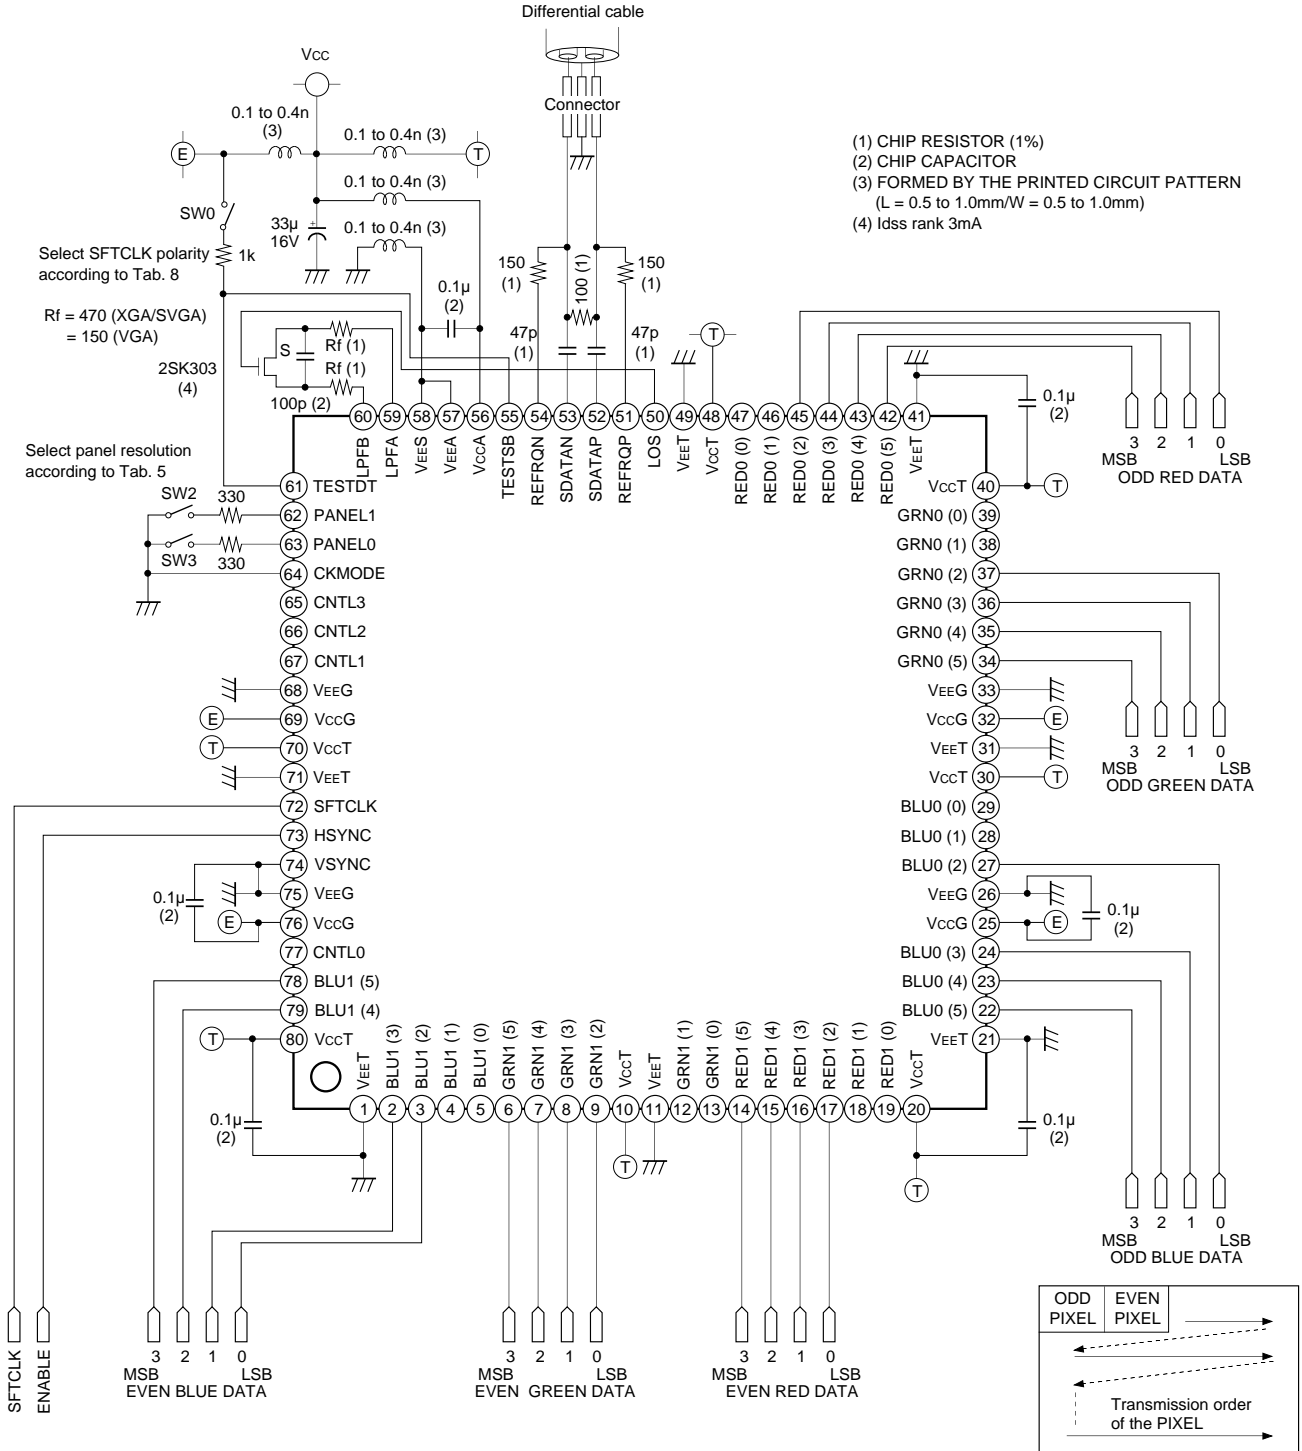 Differential cable
Vcc
Connector
0.1 to 0.4n
(3)
0.1 to 0.4n (3)
E
T
0.1 to 0.4n (3)
0.1 to 0.4n (3)
SW0
33µ
16V
1k
Select SFTCLK polarity
according to Tab. 8
Rf = 470 (XGA/SVGA)
= 150 (VGA)
2SK303
(4)
S
Rf (1)
Rf (1)
100p (2)
0.1µ
(2)
150
(1)
100 (1)
150
(1)
47p
(1)
47p
(1)
T
(1) CHIP RESISTOR (1%)
(2) CHIP CAPACITOR
(3) FORMED BY THE PRINTED CIRCUIT PATTERN
(L = 0.5 to 1.0mm/W = 0.5 to 1.0mm)
(4) Idss rank 3mA
60 LPFB
59 LPFA
58 VEES
57 VEEA
56 VccA
55 TESTSB
54 REFRQN
53 SDATAN
52 SDATAP
51 REFRQP
50 LOS
49 VEET
48 VccT
47 RED0 (0)
46 RED0 (1)
45 RED0 (2)
44 RED0 (3)
43 RED0 (4)
42 RED0 (5)
41 VEET
0.1µ
(2)
3 2 1 0
MSB LSB
ODD RED DATA
Select panel resolution
according to Tab. 5
SW2 330
SW3 330
61 TESTDT
62 PANEL1
63 PANEL0
64 CKMODE
65 CNTL3
66 CNTL2
67 CNTL1
68 VEEG
E 69 VccG
T 70 VccT
71 VEET
72 SFTCLK
73 HSYNC
74 VSYNC
75 VEEG
E 76 VccG
0.1µ
(2)
77 CNTL0
78 BLU1 (5)
79 BLU1 (4)
T 80 VccT
0.1µ
(2)
VccT 40 T
GRN0 (0) 39
GRN0 (1) 38
GRN0 (2) 37
GRN0 (3) 36
GRN0 (4) 35
GRN0 (5) 34
VEEG 33
VccG 32 E
VEET 31
VccT 30 T
3 2 1 0
MSB LSB
ODD GREEN DATA
BLU0 (0) 29
BLU0 (1) 28
BLU0 (2) 27
VEEG 26
VccG 25 E
0.1µ
(2)
BLU0 (3) 24
BLU0 (4) 23
BLU0 (5) 22
VEET 21
0.1µ
(2)
3 2 1 0
MSB LSB
ODD BLUE DATA
VEET 1
BLU1 (3) 2
BLU1 (2) 3
BLU1 (1) 4
BLU1 (0) 5
GRN1 (5) 6
GRN1 (4) 7
GRN1 (3) 8
GRN1 (2) 9
VccT 10
VEET 11
GRN1 (1) 12
GRN1 (0) 13
RED1 (5) 14
RED1 (4) 15
RED1 (3) 16
RED1 (2) 17
RED1 (1) 18
RED1 (0) 19
VccT 20
T
T
SFTCLK
ENABLE
3 2 1 0
MSB LSB
EVEN BLUE DATA
3 2 1 0
MSB LSB
EVEN GREEN DATA
3 2 1 0
MSB LSB
EVEN RED DATA
ODD EVEN
PIXEL PIXEL
Transmission order
of the PIXEL